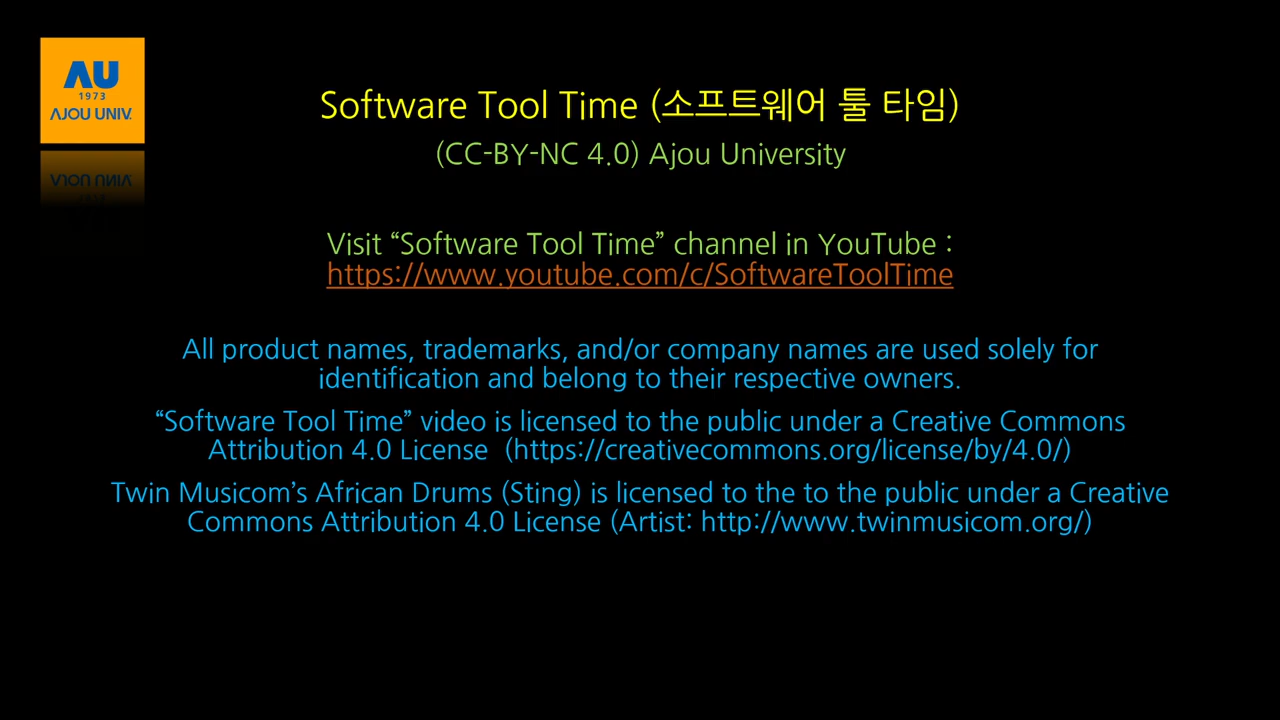 AU
1973
AJOU UNIV.
Software Tool Time (소프트웨어 툴 타임)
(CC-BY-NC 4.0) Ajou University
Visit “Software Tool Time” channel in YouTube :
https://www.youtube.com/c/SoftwareToolTime
All product names, trademarks, and/or company names are used solely for
identification and belong to their respective owners.
“Software Tool Time” video is licensed to the public under a Creative Commons
Attribution 4.0 License  (https://creativecommons.org/license/by/4.0/)
Twin Musicom’s African Drums (Sting) is licensed to the to the public under a Creative
Commons Attribution 4.0 License (Artist: http://www.twinmusicom.org/)